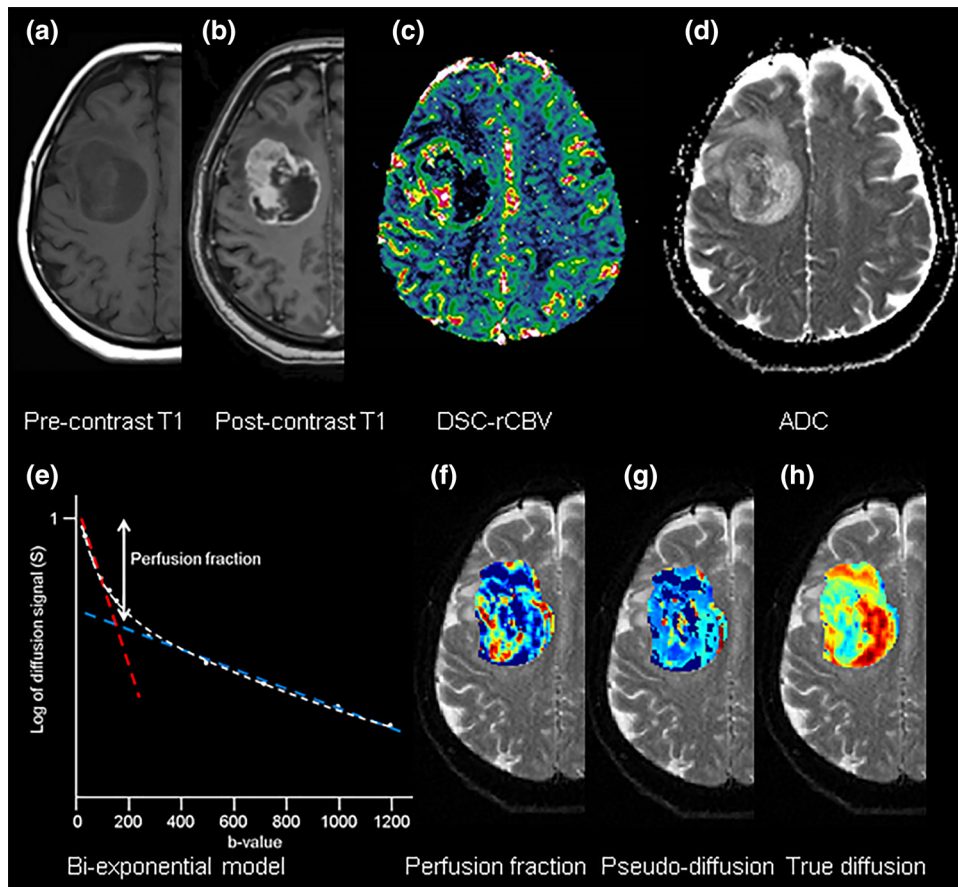 (a) (b) (c) (d)
Pre-contrast T1 Post-contrast T1 DSC-rCBV ADC
(e) (f) (g) (h)
1
Perfusion fraction
Log of diffusion signal (S)
0 200 400 600 800 1000 1200
b-value
Bi-exponential model Perfusion fraction Pseudo-diffusion True diffusion